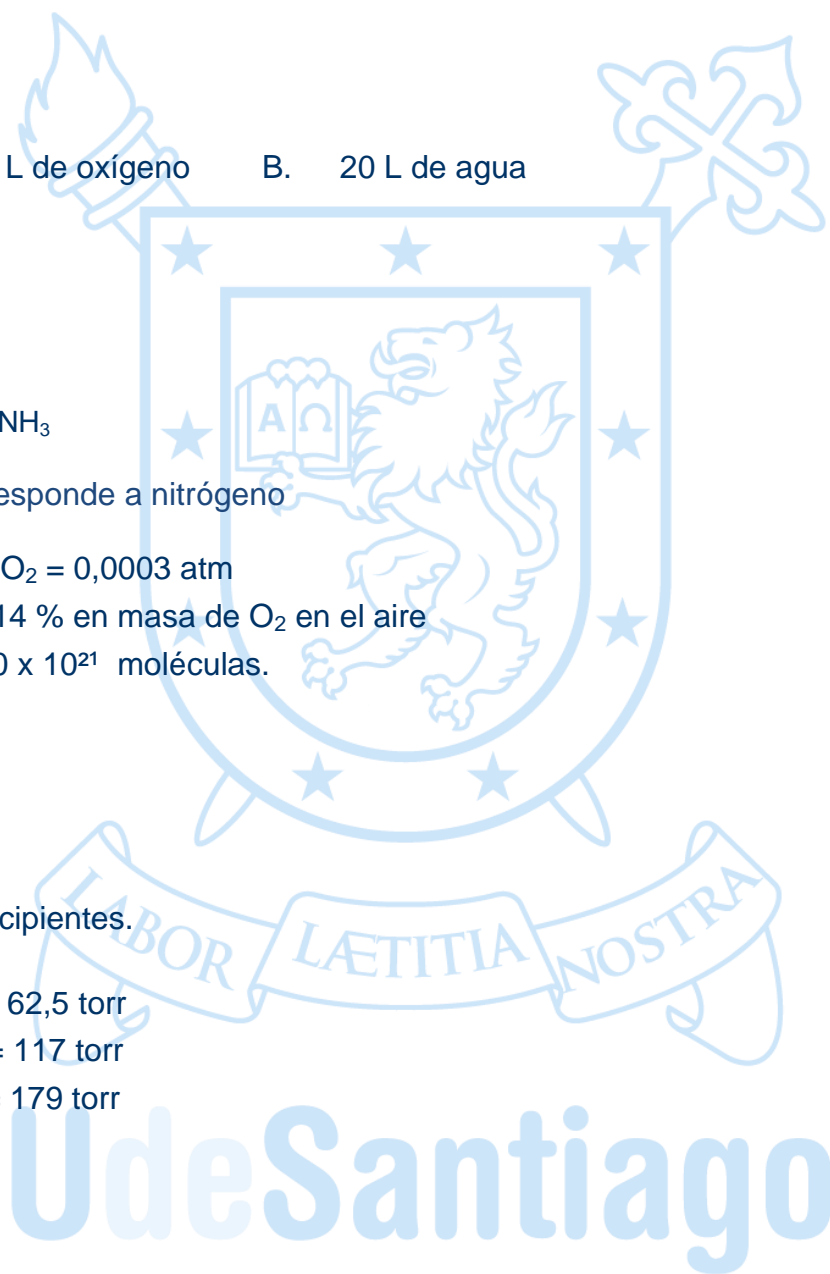 L de oxígeno B. 20 L de agua
Α Ω
NH₃
esponde a nitrógeno
O₂ = 0,0003 atm
14 % en masa de O₂ en el aire
0 x 10²¹ moléculas.
cipientes.
LABOR LÆTITIA NOSTRA
62,5 torr
= 117 torr
179 torr
UdeSantiago